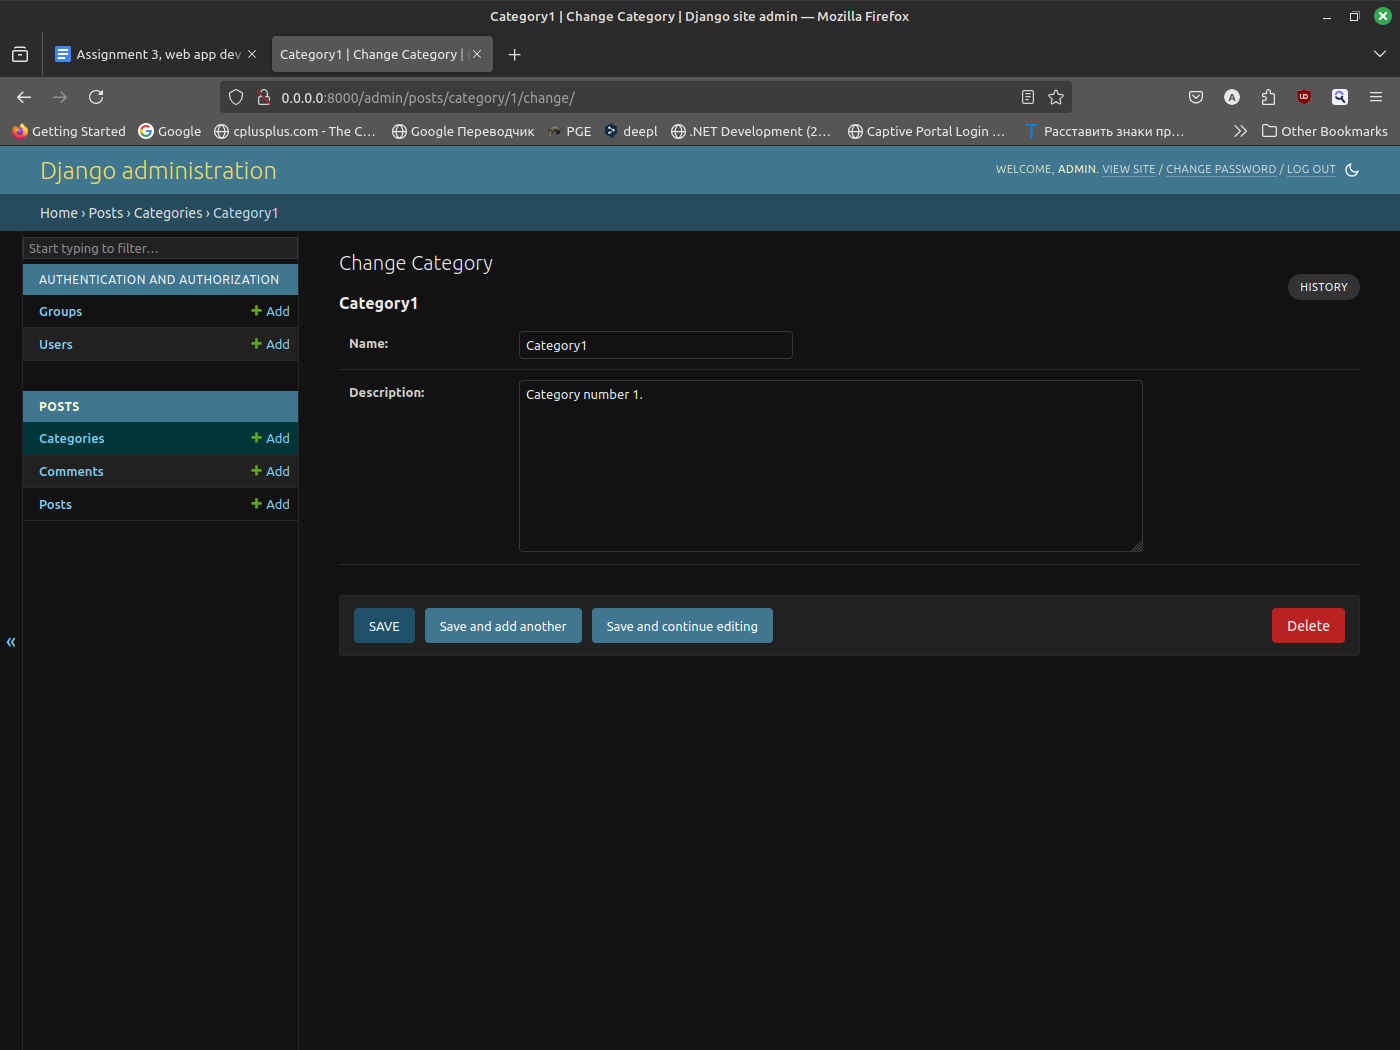 Category1 | Change Category | Django site admin — Mozilla Firefox
Assignment 3, web app dev
Category1 | Change Category |
0.0.0.0:8000/admin/posts/category/1/change/
Getting Started Google cplusplus.com - The C… Google Переводчик PGE deepl .NET Development (2… Captive Portal Login … Расставить знаки пр… Other Bookmarks
Django administration
WELCOME, ADMIN. VIEW SITE / CHANGE PASSWORD / LOG OUT
Home › Posts › Categories › Category1
Start typing to filter…
AUTHENTICATION AND AUTHORIZATION
Groups Add
Users Add
POSTS
Categories Add
Comments Add
Posts Add
«
Change Category
HISTORY
Category1
Name: Category1
Description: Category number 1.
SAVE Save and add another Save and continue editing Delete